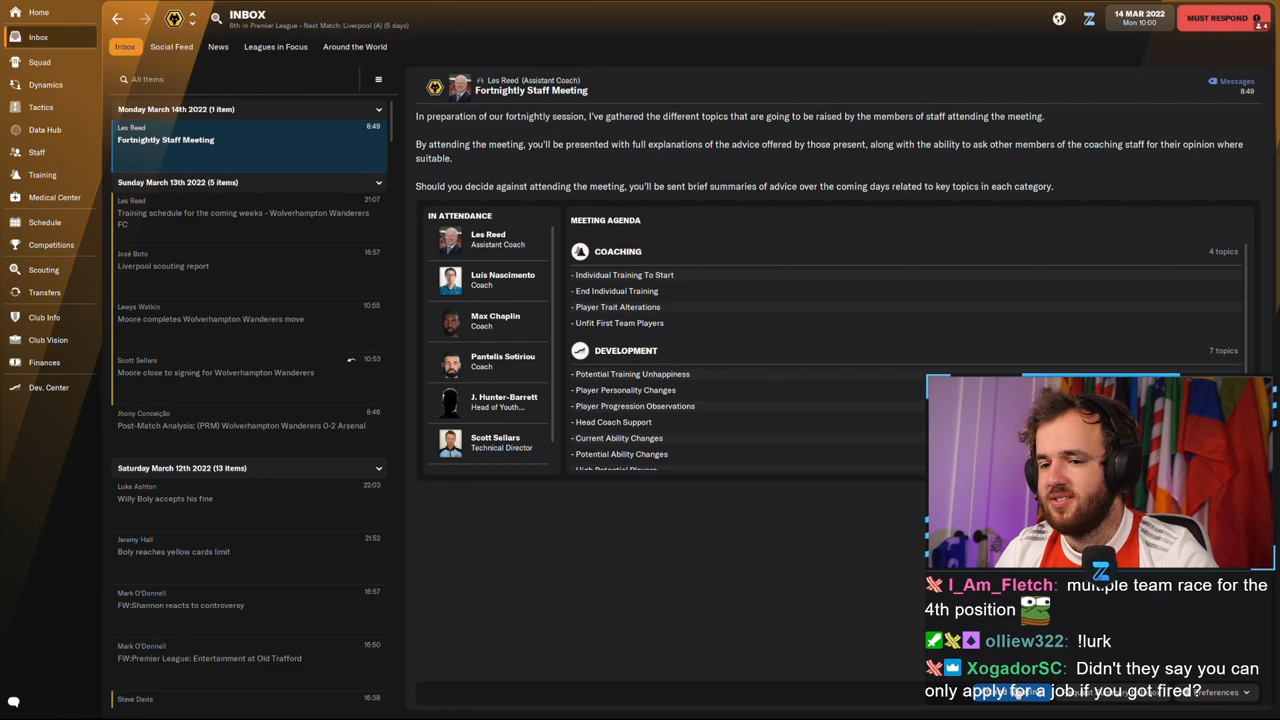 Home
Inbox
Squad
Dynamics
Tactics
Data Hub
Staff
Training
Medical Center
Schedule
Competitions
Scouting
Transfers
Club Info
Club Vision
Finances
Dev. Center
INBOX
6th in Premier League - Next Match: Liverpool (A) (5 days)
14 MAR 2022
Mon 10:00
MUST RESPOND
4
Inbox
Social Feed
News
Leagues in Focus
Around the World
All Items
Monday March 14th 2022 (1 item)
Les Reed
8:49
Fortnightly Staff Meeting
Sunday March 13th 2022 (5 items)
Les Reed
21:07
Training schedule for the coming weeks - Wolverhampton Wanderers
FC
José Boto
16:57
Liverpool scouting report
Lewys Watkin
10:55
Moore completes Wolverhampton Wanderers move
Scott Sellars
10:53
Moore close to signing for Wolverhampton Wanderers
Jhony Conceição
8:46
Post-Match Analysis: (PRM) Wolverhampton Wanderers 0-2 Arsenal
Saturday March 12th 2022 (13 items)
Luke Ashton
22:03
Willy Boly accepts his fine
Jeremy Hall
21:52
Boly reaches yellow cards limit
Mark O'Donnell
16:57
FW:Shannon reacts to controversy
Mark O'Donnell
16:50
FW:Premier League: Entertainment at Old Trafford
Steve Davis
16:38
Les Reed (Assistant Coach)
Fortnightly Staff Meeting
Messages
8:49
In preparation of our fortnightly session, I've gathered the different topics that are going to be raised by the members of staff attending the meeting.
By attending the meeting, you'll be presented with full explanations of the advice offered by those present, along with the ability to ask other members of the coaching staff for their opinion where
suitable.
Should you decide against attending the meeting, you'll be sent brief summaries of advice over the coming days related to key topics in each category.
IN ATTENDANCE
Les Reed
Assistant Coach
Luís Nascimento
Coach
Max Chaplin
Coach
Pantelis Sotiriou
Coach
J. Hunter-Barrett
Head of Youth...
Scott Sellars
Technical Director
MEETING AGENDA
COACHING
4 topics
- Individual Training To Start
- End Individual Training
- Player Trait Alterations
- Unfit First Team Players
DEVELOPMENT
7 topics
- Potential Training Unhappiness
- Player Personality Changes
- Player Progression Observations
- Head Coach Support
- Current Ability Changes
- Potential Ability Changes
- High Potential Players
I_Am_Fletch: multiple team race for the
4th position
olliew322: !lurk
XogadorSC: Didn't they say you can
only apply for a job if you got fired?
Preferences